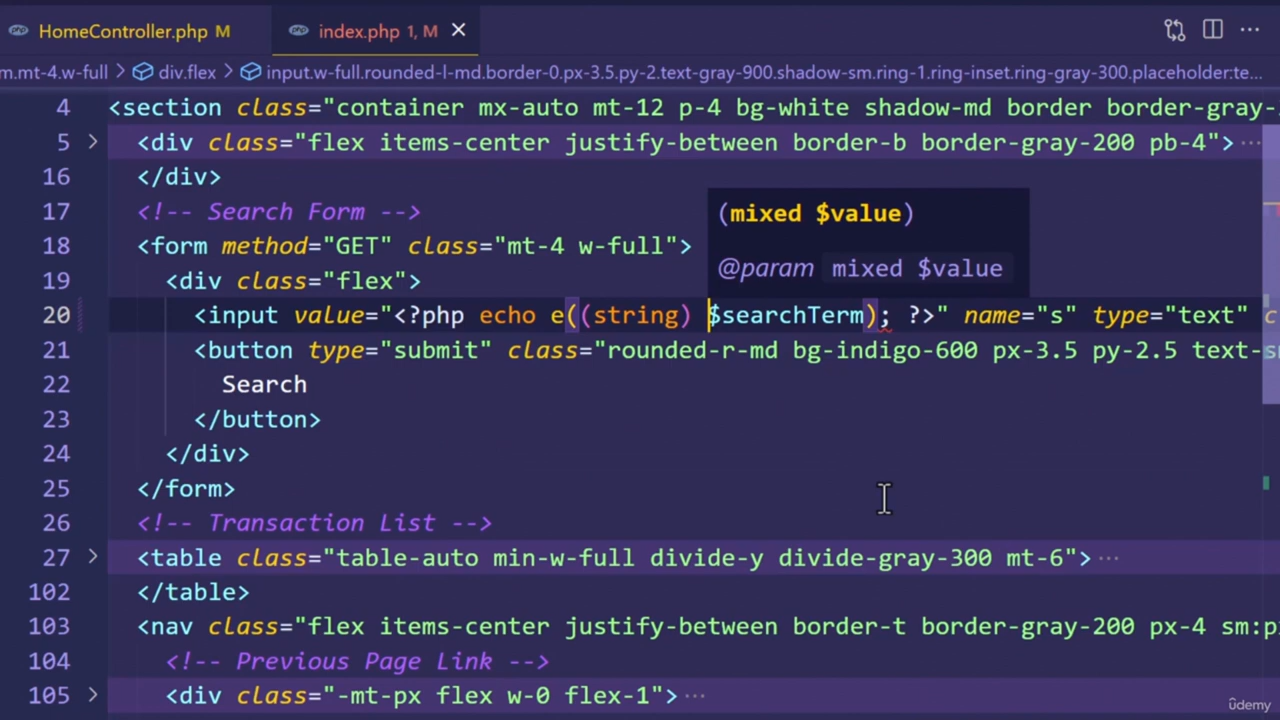 HomeController.php M
index.php 1, M
m.mt-4.w-full > div.flex > input.w-full.rounded-l-md.border-0.px-3.5.py-2.text-gray-900.shadow-sm.ring-1.ring-inset.ring-gray-300.placeholder:te...
4 <section class="container mx-auto mt-12 p-4 bg-white shadow-md border border-gray-
5 <div class="flex items-center justify-between border-b border-gray-200 pb-4"> ...
16 </div>
17 <!-- Search Form -->
(mixed $value)
18 <form method="GET" class="mt-4 w-full">
@param mixed $value
19 <div class="flex">
20 <input value="<?php echo e((string) $searchTerm); ?>" name="s" type="text" c
21 <button type="submit" class="rounded-r-md bg-indigo-600 px-3.5 py-2.5 text-s
22 Search
23 </button>
24 </div>
25 </form>
26 <!-- Transaction List -->
27 <table class="table-auto min-w-full divide-y divide-gray-300 mt-6"> ...
102 </table>
103 <nav class="flex items-center justify-between border-t border-gray-200 px-4 sm:p
104 <!-- Previous Page Link -->
105 <div class="-mt-px flex w-0 flex-1"> ...
ûdemy